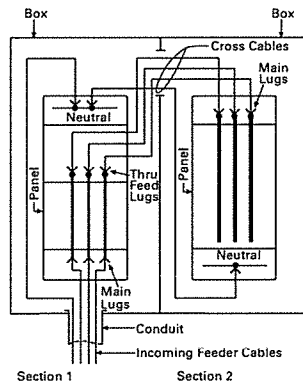 Box
Box
Cross Cables
Main
Lugs
Neutral
Panel
Thru
Feed
Lugs
Panel
Neutral
Main
Lugs
Conduit
Incoming Feeder Cables
Section 1
Section 2